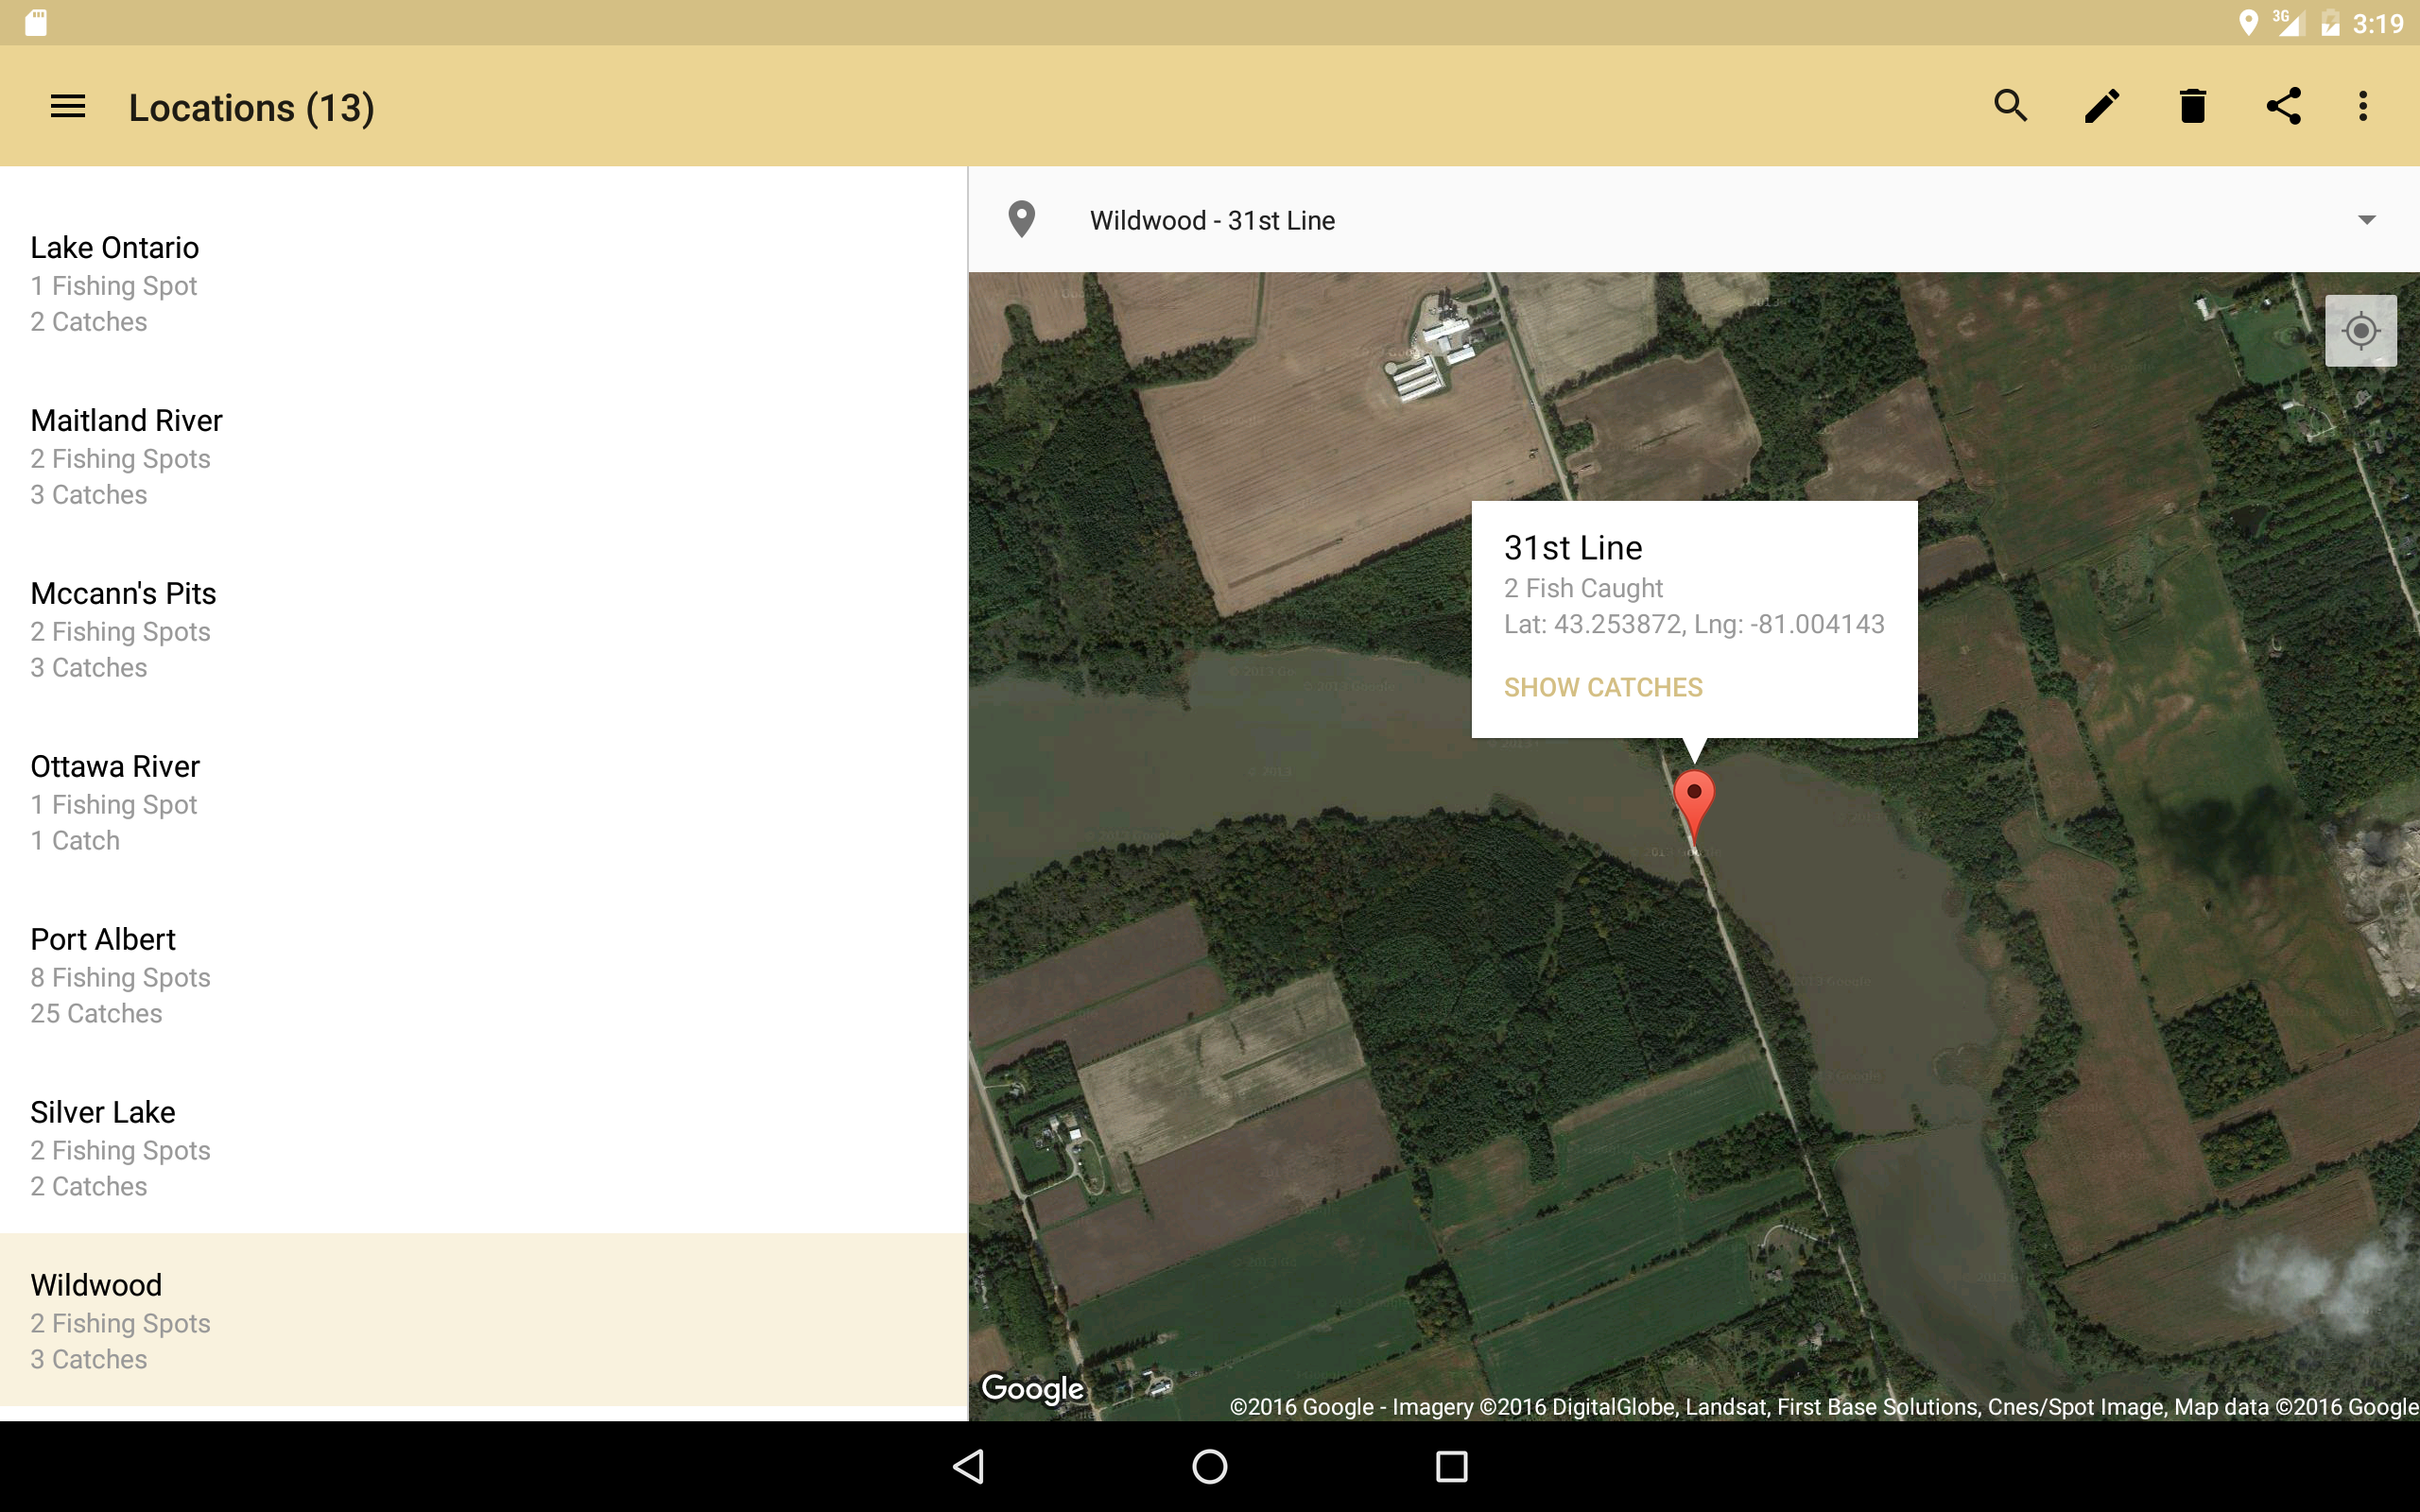 3G 3:19
Locations (13)
Lake Ontario
1 Fishing Spot
2 Catches
Maitland River
2 Fishing Spots
3 Catches
Mccann's Pits
2 Fishing Spots
3 Catches
Ottawa River
1 Fishing Spot
1 Catch
Port Albert
8 Fishing Spots
25 Catches
Silver Lake
2 Fishing Spots
2 Catches
Wildwood
2 Fishing Spots
3 Catches
Wildwood - 31st Line
31st Line
2 Fish Caught
Lat: 43.253872, Lng: -81.004143
SHOW CATCHES
Google
©2016 Google - Imagery ©2016 DigitalGlobe, Landsat, First Base Solutions, Cnes/Spot Image, Map data ©2016 Google